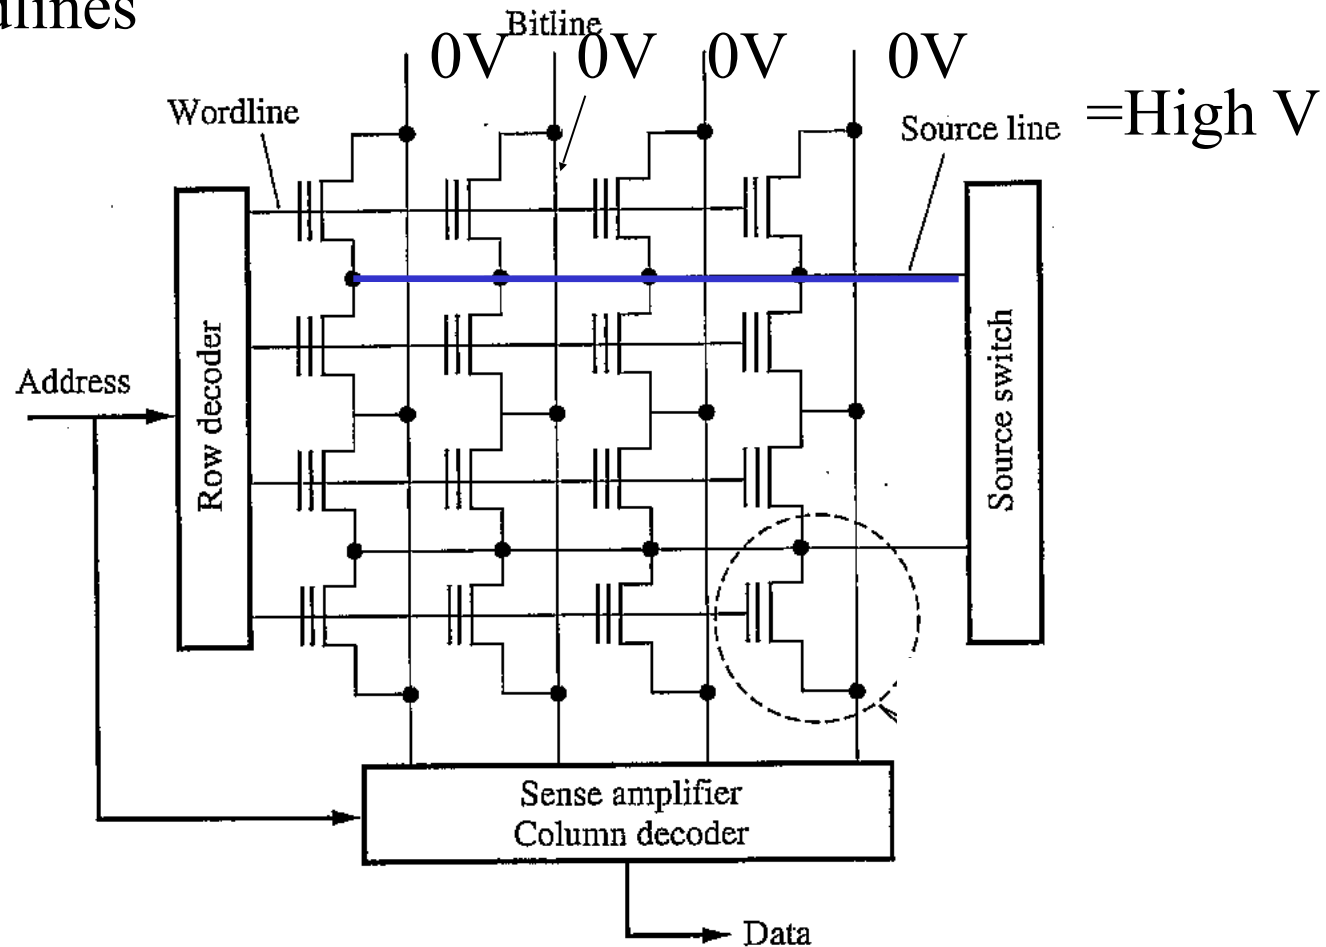 Bitline
0V 0V 0V 0V
Wordline
Source line =High V
Address
Row decoder
Source switch
Sense amplifier
Column decoder
Data